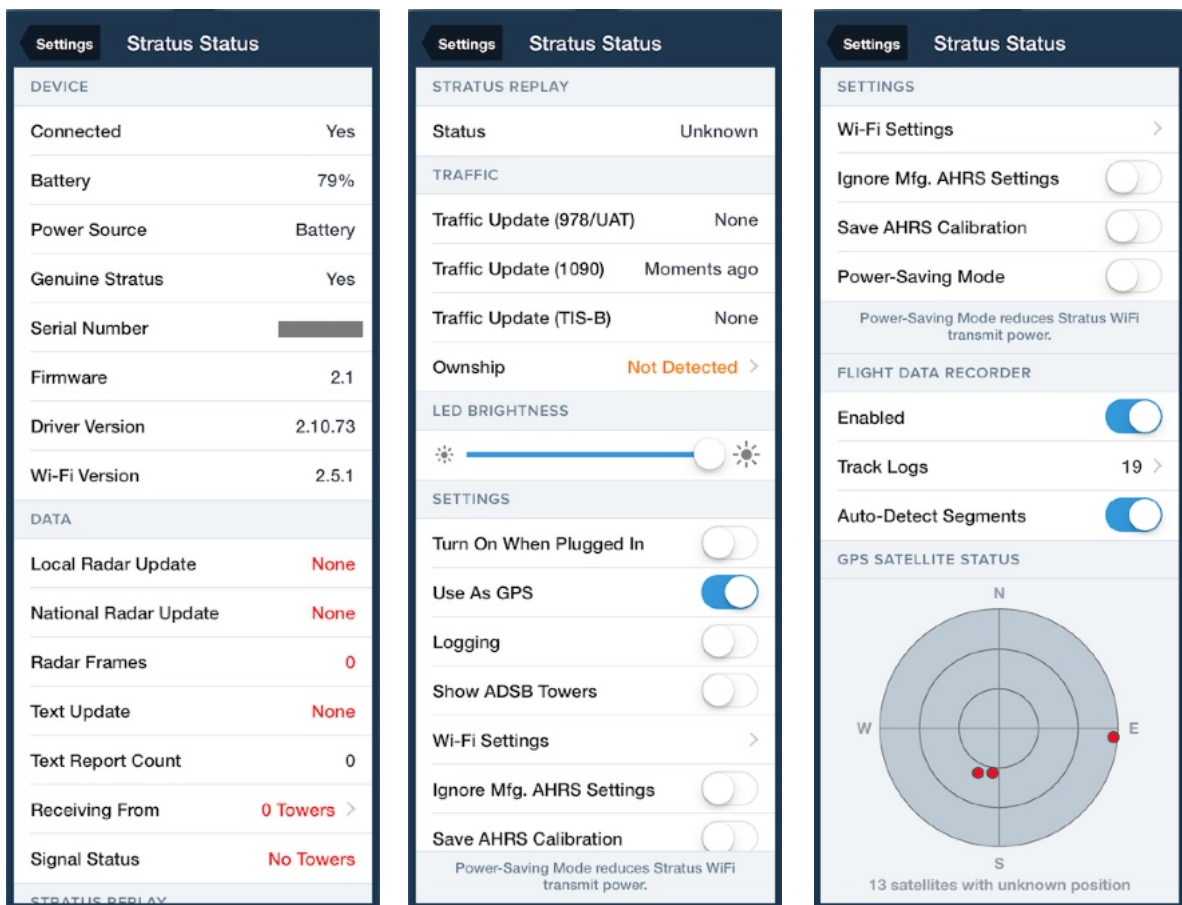 Settings
Stratus Status
DEVICE
Connected Yes
Battery 79%
Power Source Battery
Genuine Stratus Yes
Serial Number
Firmware 2.1
Driver Version 2.10.73
Wi-Fi Version 2.5.1
DATA
Local Radar Update None
National Radar Update None
Radar Frames 0
Text Update None
Text Report Count 0
Receiving From 0 Towers
Signal Status No Towers
STRATUS REPLAY
Settings
Stratus Status
STRATUS REPLAY
Status Unknown
TRAFFIC
Traffic Update (978/UAT) None
Traffic Update (1090) Moments ago
Traffic Update (TIS-B) None
Ownship Not Detected
LED BRIGHTNESS
SETTINGS
Turn On When Plugged In
Use As GPS
Logging
Show ADSB Towers
Wi-Fi Settings
Ignore Mfg. AHRS Settings
Save AHRS Calibration
Power-Saving Mode reduces Stratus WiFi
transmit power.
Settings
Stratus Status
SETTINGS
Wi-Fi Settings
Ignore Mfg. AHRS Settings
Save AHRS Calibration
Power-Saving Mode
Power-Saving Mode reduces Stratus WiFi
transmit power.
FLIGHT DATA RECORDER
Enabled
Track Logs 19
Auto-Detect Segments
GPS SATELLITE STATUS
N
W
E
S
13 satellites with unknown position